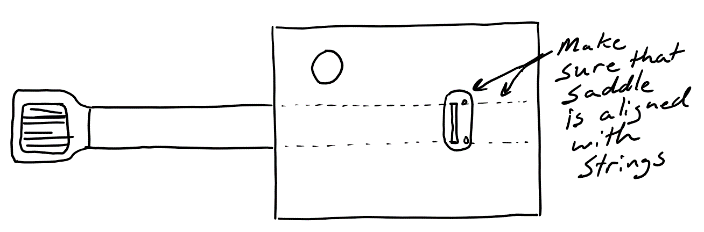 Make
sure that
saddle
is aligned
with
strings